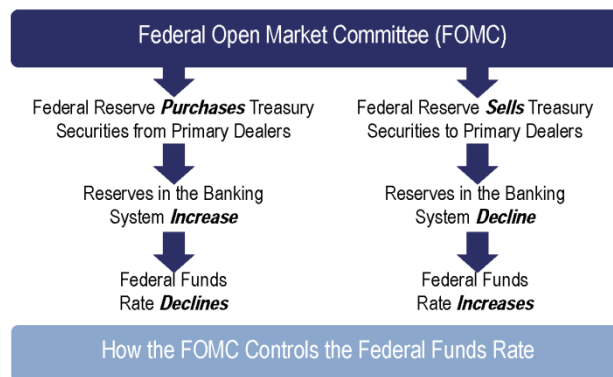 Federal Open Market Committee (FOMC)
Federal Reserve Purchases Treasury
Securities from Primary Dealers
Reserves in the Banking
System Increase
Federal Funds
Rate Declines
Federal Reserve Sells Treasury
Securities to Primary Dealers
Reserves in the Banking
System Decline
Federal Funds
Rate Increases
How the FOMC Controls the Federal Funds Rate